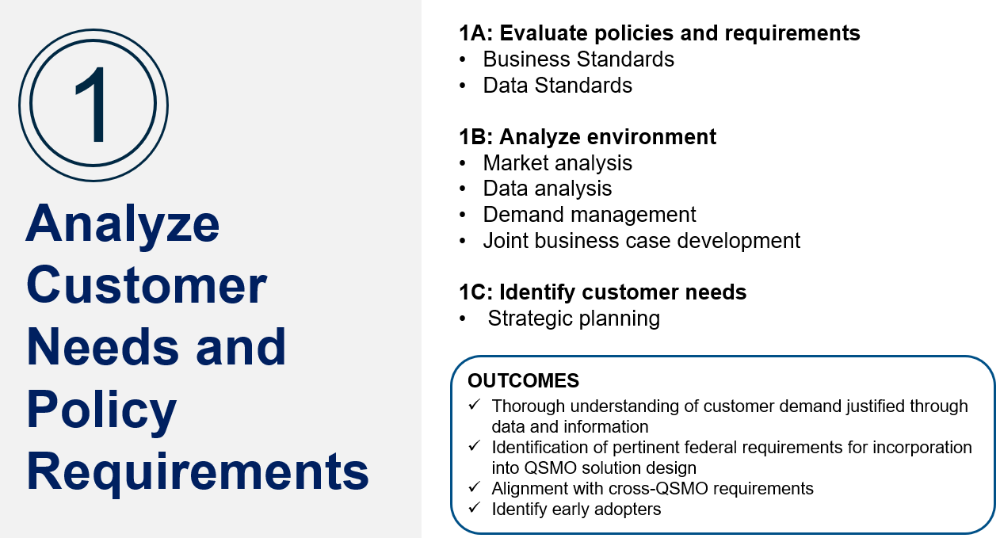 1
Analyze
Customer
Needs and
Policy
Requirements
1A: Evaluate policies and requirements
• Business Standards
• Data Standards
1B: Analyze environment
• Market analysis
• Data analysis
• Demand management
• Joint business case development
1C: Identify customer needs
• Strategic planning
OUTCOMES
✓ Thorough understanding of customer demand justified through
data and information
✓ Identification of pertinent federal requirements for incorporation
into QSMO solution design
✓ Alignment with cross-QSMO requirements
✓ Identify early adopters